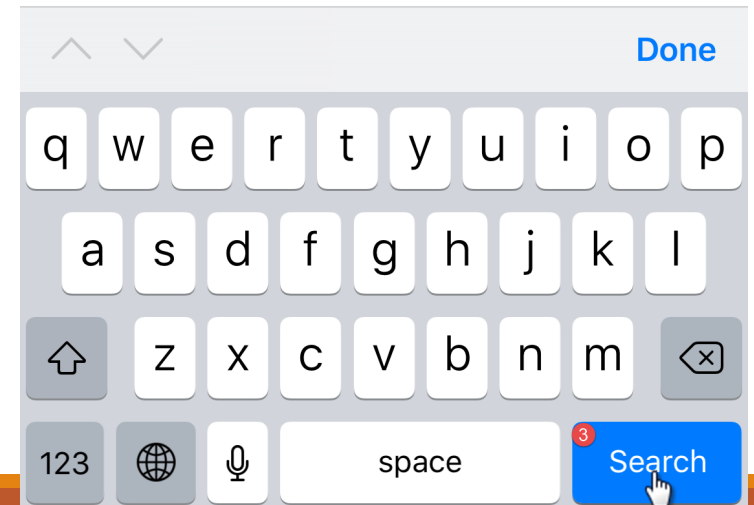 Done
q w e r t y u i o p
a s d f g h j k l
z x c v b n m
3
123 space Search